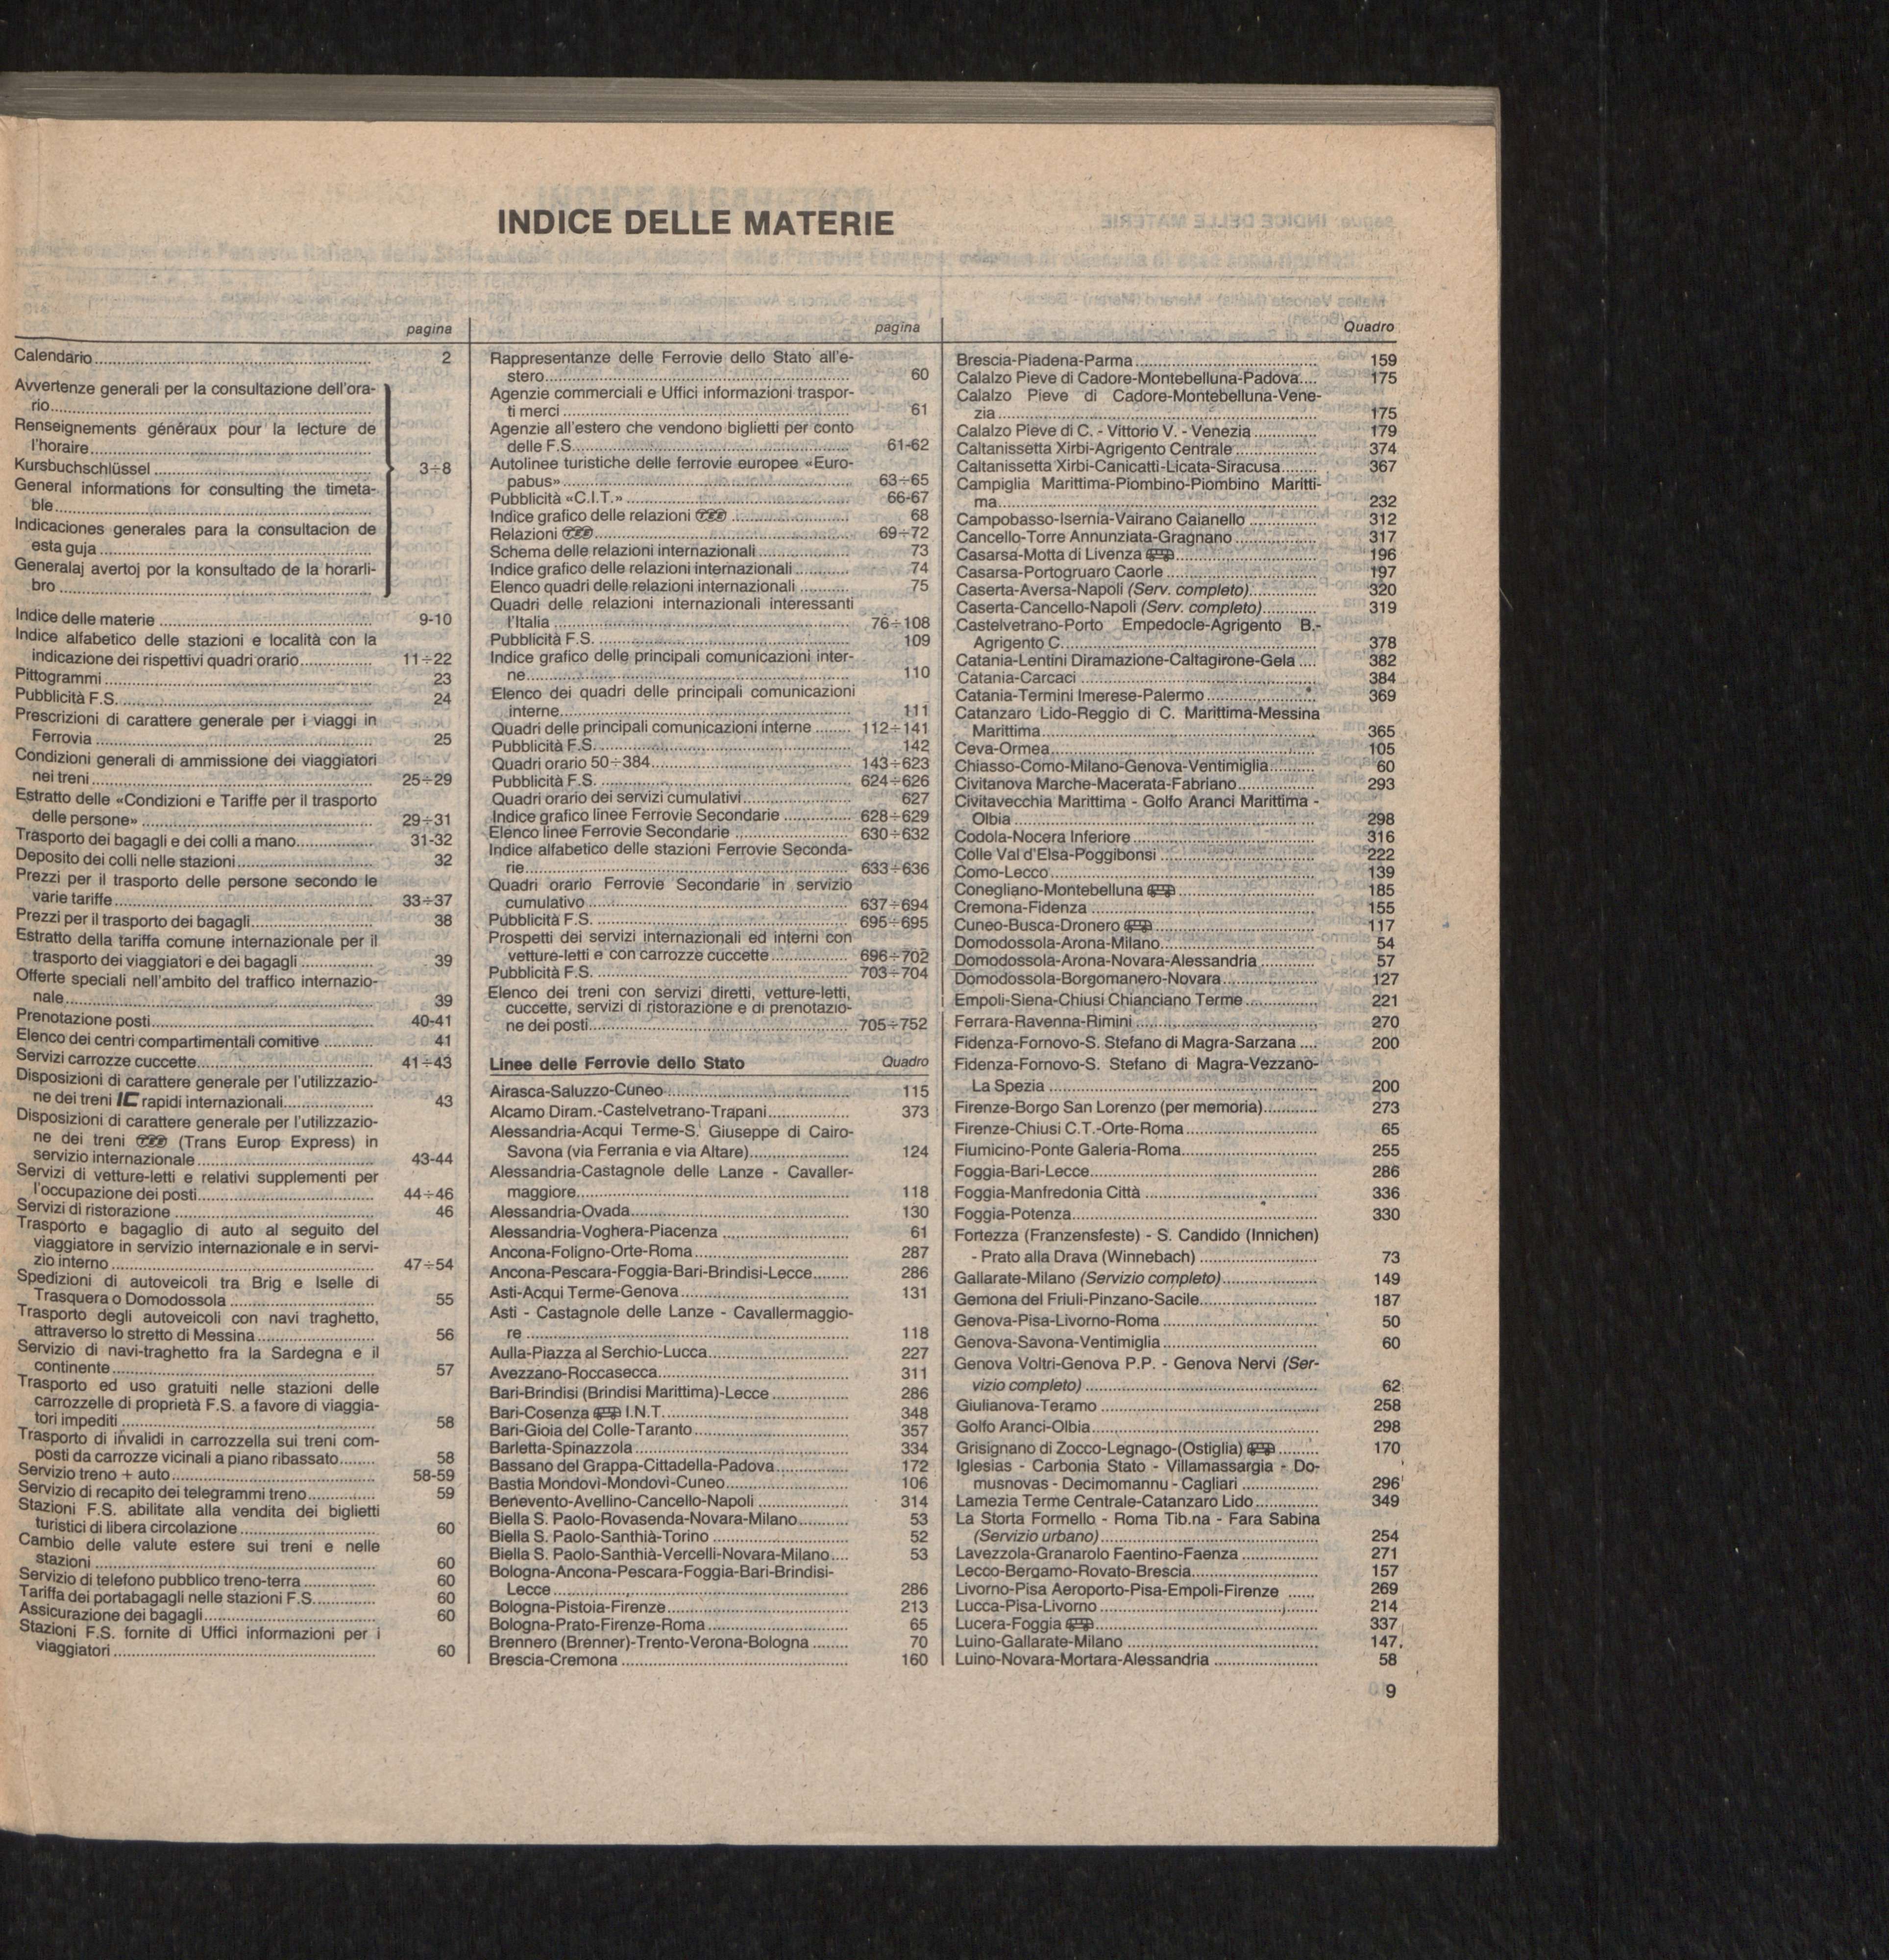 INDICE DELLE MATERIE
pagina
Calendario 2
Avvertenze generali per la consultazione dell'ora-
rio
Renseignements généraux pour la lecture de
l'horaire
Kursbuchschlüssel 3÷8
General informations for consulting the timeta-
ble
Indicaciones generales para la consultacion de
esta guja
Generalaj avertoj por la konsultado de la horarli-
bro
Indice delle materie 9-10
Indice alfabetico delle stazioni e località con la
indicazione dei rispettivi quadri orario 11÷22
Pittogrammi 23
Pubblicità F.S. 24
Prescrizioni di carattere generale per i viaggi in
Ferrovia 25
Condizioni generali di ammissione dei viaggiatori
nei treni 25÷29
Estratto delle «Condizioni e Tariffe per il trasporto
delle persone» 29÷31
Trasporto dei bagagli e dei colli a mano 31-32
Deposito dei colli nelle stazioni 32
Prezzi per il trasporto delle persone secondo le
varie tariffe 33÷37
Prezzi per il trasporto dei bagagli 38
Estratto della tariffa comune internazionale per il
trasporto dei viaggiatori e dei bagagli 39
Offerte speciali nell'ambito del traffico internazio-
nale 39
Prenotazione posti 40-41
Elenco dei centri compartimentali comitive 41
Servizi carrozze cuccette 41÷43
Disposizioni di carattere generale per l'utilizzazio-
ne dei treni IC rapidi internazionali 43
Disposizioni di carattere generale per l'utilizzazio-
ne dei treni TEE (Trans Europ Express) in
servizio internazionale 43-44
Servizi di vetture-letti e relativi supplementi per
l'occupazione dei posti 44÷46
Servizi di ristorazione 46
Trasporto e bagaglio di auto al seguito del
viaggiatore in servizio internazionale e in servi-
zio interno 47÷54
Spedizioni di autoveicoli tra Brig e Iselle di
Trasquera o Domodossola 55
Trasporto degli autoveicoli con navi traghetto,
attraverso lo stretto di Messina 56
Servizio di navi-traghetto fra la Sardegna e il
continente 57
Trasporto ed uso gratuiti nelle stazioni delle
carrozzelle di proprietà F.S. a favore di viaggia-
tori impediti 58
Trasporto di invalidi in carrozzella sui treni com-
posti da carrozze vicinali a piano ribassato 58
Servizio treno + auto 58-59
Servizio di recapito dei telegrammi treno 59
Stazioni F.S. abilitate alla vendita dei biglietti
turistici di libera circolazione 60
Cambio delle valute estere sui treni e nelle
stazioni 60
Servizio di telefono pubblico treno-terra 60
Tariffa dei portabagagli nelle stazioni F.S. 60
Assicurazione dei bagagli 60
Stazioni F.S. fornite di Uffici informazioni per i
viaggiatori 60
pagina
Rappresentanze delle Ferrovie dello Stato all'e-
stero 60
Agenzie commerciali e Uffici informazioni traspor-
ti merci 61
Agenzie all'estero che vendono biglietti per conto
delle F.S. 61-62
Autolinee turistiche delle ferrovie europee «Euro-
pabus» 63÷65
Pubblicità «C.I.T.» 66-67
Indice grafico delle relazioni TEE 68
Relazioni TEE 69÷72
Schema delle relazioni internazionali 73
Indice grafico delle relazioni internazionali 74
Elenco quadri delle relazioni internazionali 75
Quadri delle relazioni internazionali interessanti
l'Italia 76÷108
Pubblicità F.S. 109
Indice grafico delle principali comunicazioni inter-
ne 110
Elenco dei quadri delle principali comunicazioni
interne 111
Quadri delle principali comunicazioni interne 112÷141
Pubblicità F.S. 142
Quadri orario 50÷384 143÷623
Pubblicità F.S. 624÷626
Quadri orario dei servizi cumulativi 627
Indice grafico linee Ferrovie Secondarie 628÷629
Elenco linee Ferrovie Secondarie 630÷632
Indice alfabetico delle stazioni Ferrovie Seconda-
rie 633÷636
Quadri orario Ferrovie Secondarie in servizio
cumulativo 637÷694
Pubblicità F.S. 695÷695
Prospetti dei servizi internazionali ed interni con
vetture-letti e con carrozze cuccette 696÷702
Pubblicità F.S. 703÷704
Elenco dei treni con servizi diretti, vetture-letti,
cuccette, servizi di ristorazione e di prenotazio-
ne dei posti 705÷752
Linee delle Ferrovie dello Stato Quadro
Airasca-Saluzzo-Cuneo 115
Alcamo Diram.-Castelvetrano-Trapani 373
Alessandria-Acqui Terme-S. Giuseppe di Cairo-
Savona (via Ferrania e via Altare) 124
Alessandria-Castagnole delle Lanze - Cavaller-
maggiore 118
Alessandria-Ovada 130
Alessandria-Voghera-Piacenza 61
Ancona-Foligno-Orte-Roma 287
Ancona-Pescara-Foggia-Bari-Brindisi-Lecce 286
Asti-Acqui Terme-Genova 131
Asti - Castagnole delle Lanze - Cavallermaggio-
re 118
Aulla-Piazza al Serchio-Lucca 227
Avezzano-Roccasecca 311
Bari-Brindisi (Brindisi Marittima)-Lecce 286
Bari-Cosenza I.N.T. 348
Bari-Gioia del Colle-Taranto 357
Barletta-Spinazzola 334
Bassano del Grappa-Cittadella-Padova 172
Bastia Mondovì-Mondovì-Cuneo 106
Benevento-Avellino-Cancello-Napoli 314
Biella S. Paolo-Rovasenda-Novara-Milano 53
Biella S. Paolo-Santhià-Torino 52
Biella S. Paolo-Santhià-Vercelli-Novara-Milano 53
Bologna-Ancona-Pescara-Foggia-Bari-Brindisi-
Lecce 286
Bologna-Pistoia-Firenze 213
Bologna-Prato-Firenze-Roma 65
Brennero (Brenner)-Trento-Verona-Bologna 70
Brescia-Cremona 160
Quadro
Brescia-Piadena-Parma 159
Calalzo Pieve di Cadore-Montebelluna-Padova 175
Calalzo Pieve di Cadore-Montebelluna-Vene-
zia 175
Calalzo Pieve di C. - Vittorio V. - Venezia 179
Caltanissetta Xirbi-Agrigento Centrale 374
Caltanissetta Xirbi-Canicatti-Licata-Siracusa 367
Campiglia Marittima-Piombino-Piombino Maritti-
ma 232
Campobasso-Isernia-Vairano Caianello 312
Cancello-Torre Annunziata-Gragnano 317
Casarsa-Motta di Livenza 196
Casarsa-Portogruaro Caorle 197
Caserta-Aversa-Napoli (Serv. completo) 320
Caserta-Cancello-Napoli (Serv. completo) 319
Castelvetrano-Porto Empedocle-Agrigento B.-
Agrigento C. 378
Catania-Lentini Diramazione-Caltagirone-Gela 382
Catania-Carcaci 384
Catania-Termini Imerese-Palermo 369
Catanzaro Lido-Reggio di C. Marittima-Messina
Marittima 365
Ceva-Ormea 105
Chiasso-Como-Milano-Genova-Ventimiglia 60
Civitanova Marche-Macerata-Fabriano 293
Civitavecchia Marittima - Golfo Aranci Marittima -
Olbia 298
Codola-Nocera Inferiore 316
Colle Val d'Elsa-Poggibonsi 222
Como-Lecco 139
Conegliano-Montebelluna 185
Cremona-Fidenza 155
Cuneo-Busca-Dronero 117
Domodossola-Arona-Milano 54
Domodossola-Arona-Novara-Alessandria 57
Domodossola-Borgomanero-Novara 127
Empoli-Siena-Chiusi Chianciano Terme 221
Ferrara-Ravenna-Rimini 270
Fidenza-Fornovo-S. Stefano di Magra-Sarzana 200
Fidenza-Fornovo-S. Stefano di Magra-Vezzano-
La Spezia 200
Firenze-Borgo San Lorenzo (per memoria) 273
Firenze-Chiusi C.T.-Orte-Roma 65
Fiumicino-Ponte Galeria-Roma 255
Foggia-Bari-Lecce 286
Foggia-Manfredonia Città 336
Foggia-Potenza 330
Fortezza (Franzensfeste) - S. Candido (Innichen)
- Prato alla Drava (Winnebach) 73
Gallarate-Milano (Servizio completo) 149
Gemona del Friuli-Pinzano-Sacile 187
Genova-Pisa-Livorno-Roma 50
Genova-Savona-Ventimiglia 60
Genova Voltri-Genova P.P. - Genova Nervi (Ser-
vizio completo) 62
Giulianova-Teramo 258
Golfo Aranci-Olbia 298
Grisignano di Zocco-Legnago-(Ostiglia) 170
Iglesias - Carbonia Stato - Villamassargia - Do-
musnovas - Decimomannu - Cagliari 296
Lamezia Terme Centrale-Catanzaro Lido 349
La Storta Formello - Roma Tib.na - Fara Sabina
(Servizio urbano) 254
Lavezzola-Granarolo Faentino-Faenza 271
Lecco-Bergamo-Rovato-Brescia 157
Livorno-Pisa Aeroporto-Pisa-Empoli-Firenze 269
Lucca-Pisa-Livorno 214
Lucera-Foggia 337
Luino-Gallarate-Milano 147
Luino-Novara-Mortara-Alessandria 58
9